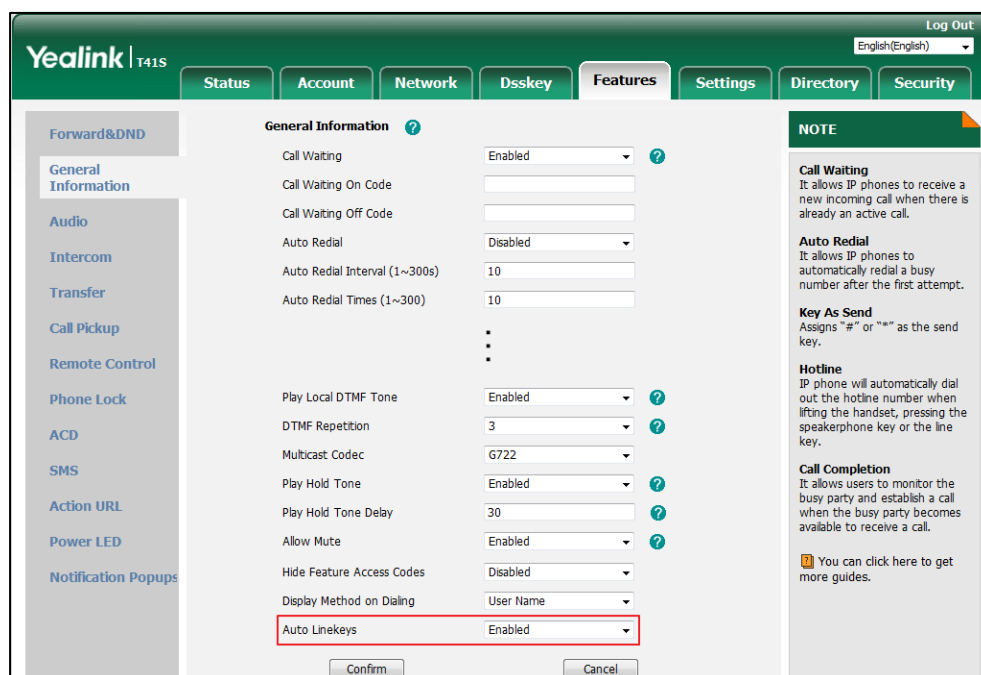 Log Out
English(English)
Yealink T41S
Status Account Network Dsskey Features Settings Directory Security
Forward&DND
General
Information
Audio
Intercom
Transfer
Call Pickup
Remote Control
Phone Lock
ACD
SMS
Action URL
Power LED
Notification Popups
General Information ?
Call Waiting Enabled ?
Call Waiting On Code
Call Waiting Off Code
Auto Redial Disabled
Auto Redial Interval (1~300s) 10
Auto Redial Times (1~300) 10
Play Local DTMF Tone Enabled ?
DTMF Repetition 3 ?
Multicast Codec G722
Play Hold Tone Enabled ?
Play Hold Tone Delay 30 ?
Allow Mute Enabled ?
Hide Feature Access Codes Disabled
Display Method on Dialing User Name
Auto Linekeys Enabled
Confirm Cancel
NOTE
Call Waiting
It allows IP phones to receive a
new incoming call when there is
already an active call.
Auto Redial
It allows IP phones to
automatically redial a busy
number after the first attempt.
Key As Send
Assigns "#" or "*" as the send
key.
Hotline
IP phone will automatically dial
out the hotline number when
lifting the handset, pressing the
speakerphone key or the line
key.
Call Completion
It allows users to monitor the
busy party and establish a call
when the busy party becomes
available to receive a call.
? You can click here to get
more guides.